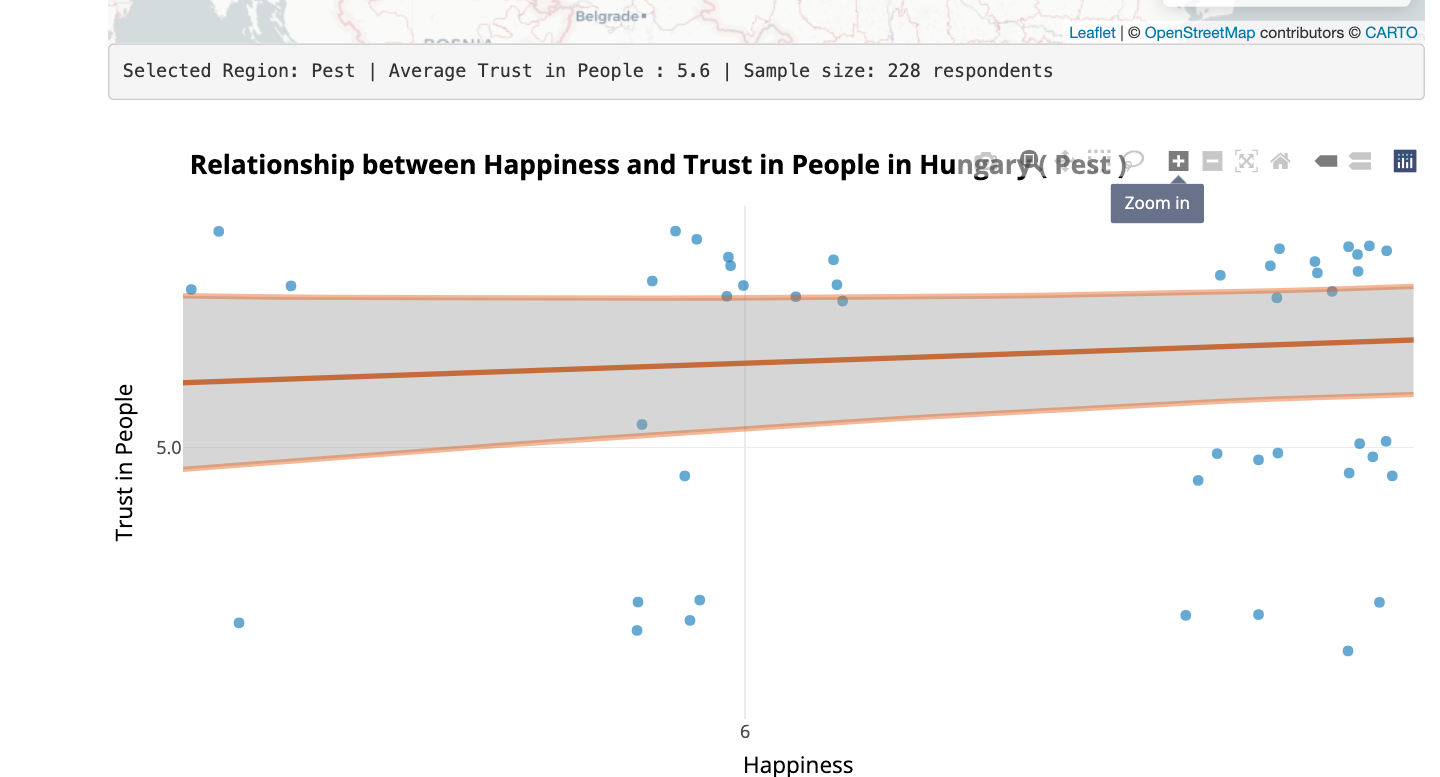 Belgrade
BOSNIA
Leaflet | © OpenStreetMap contributors © CARTO
Selected Region: Pest | Average Trust in People : 5.6 | Sample size: 228 respondents
Relationship between Happiness and Trust in People in Hungary ( Pest )
Zoom in
Trust in People
5.0
6
Happiness